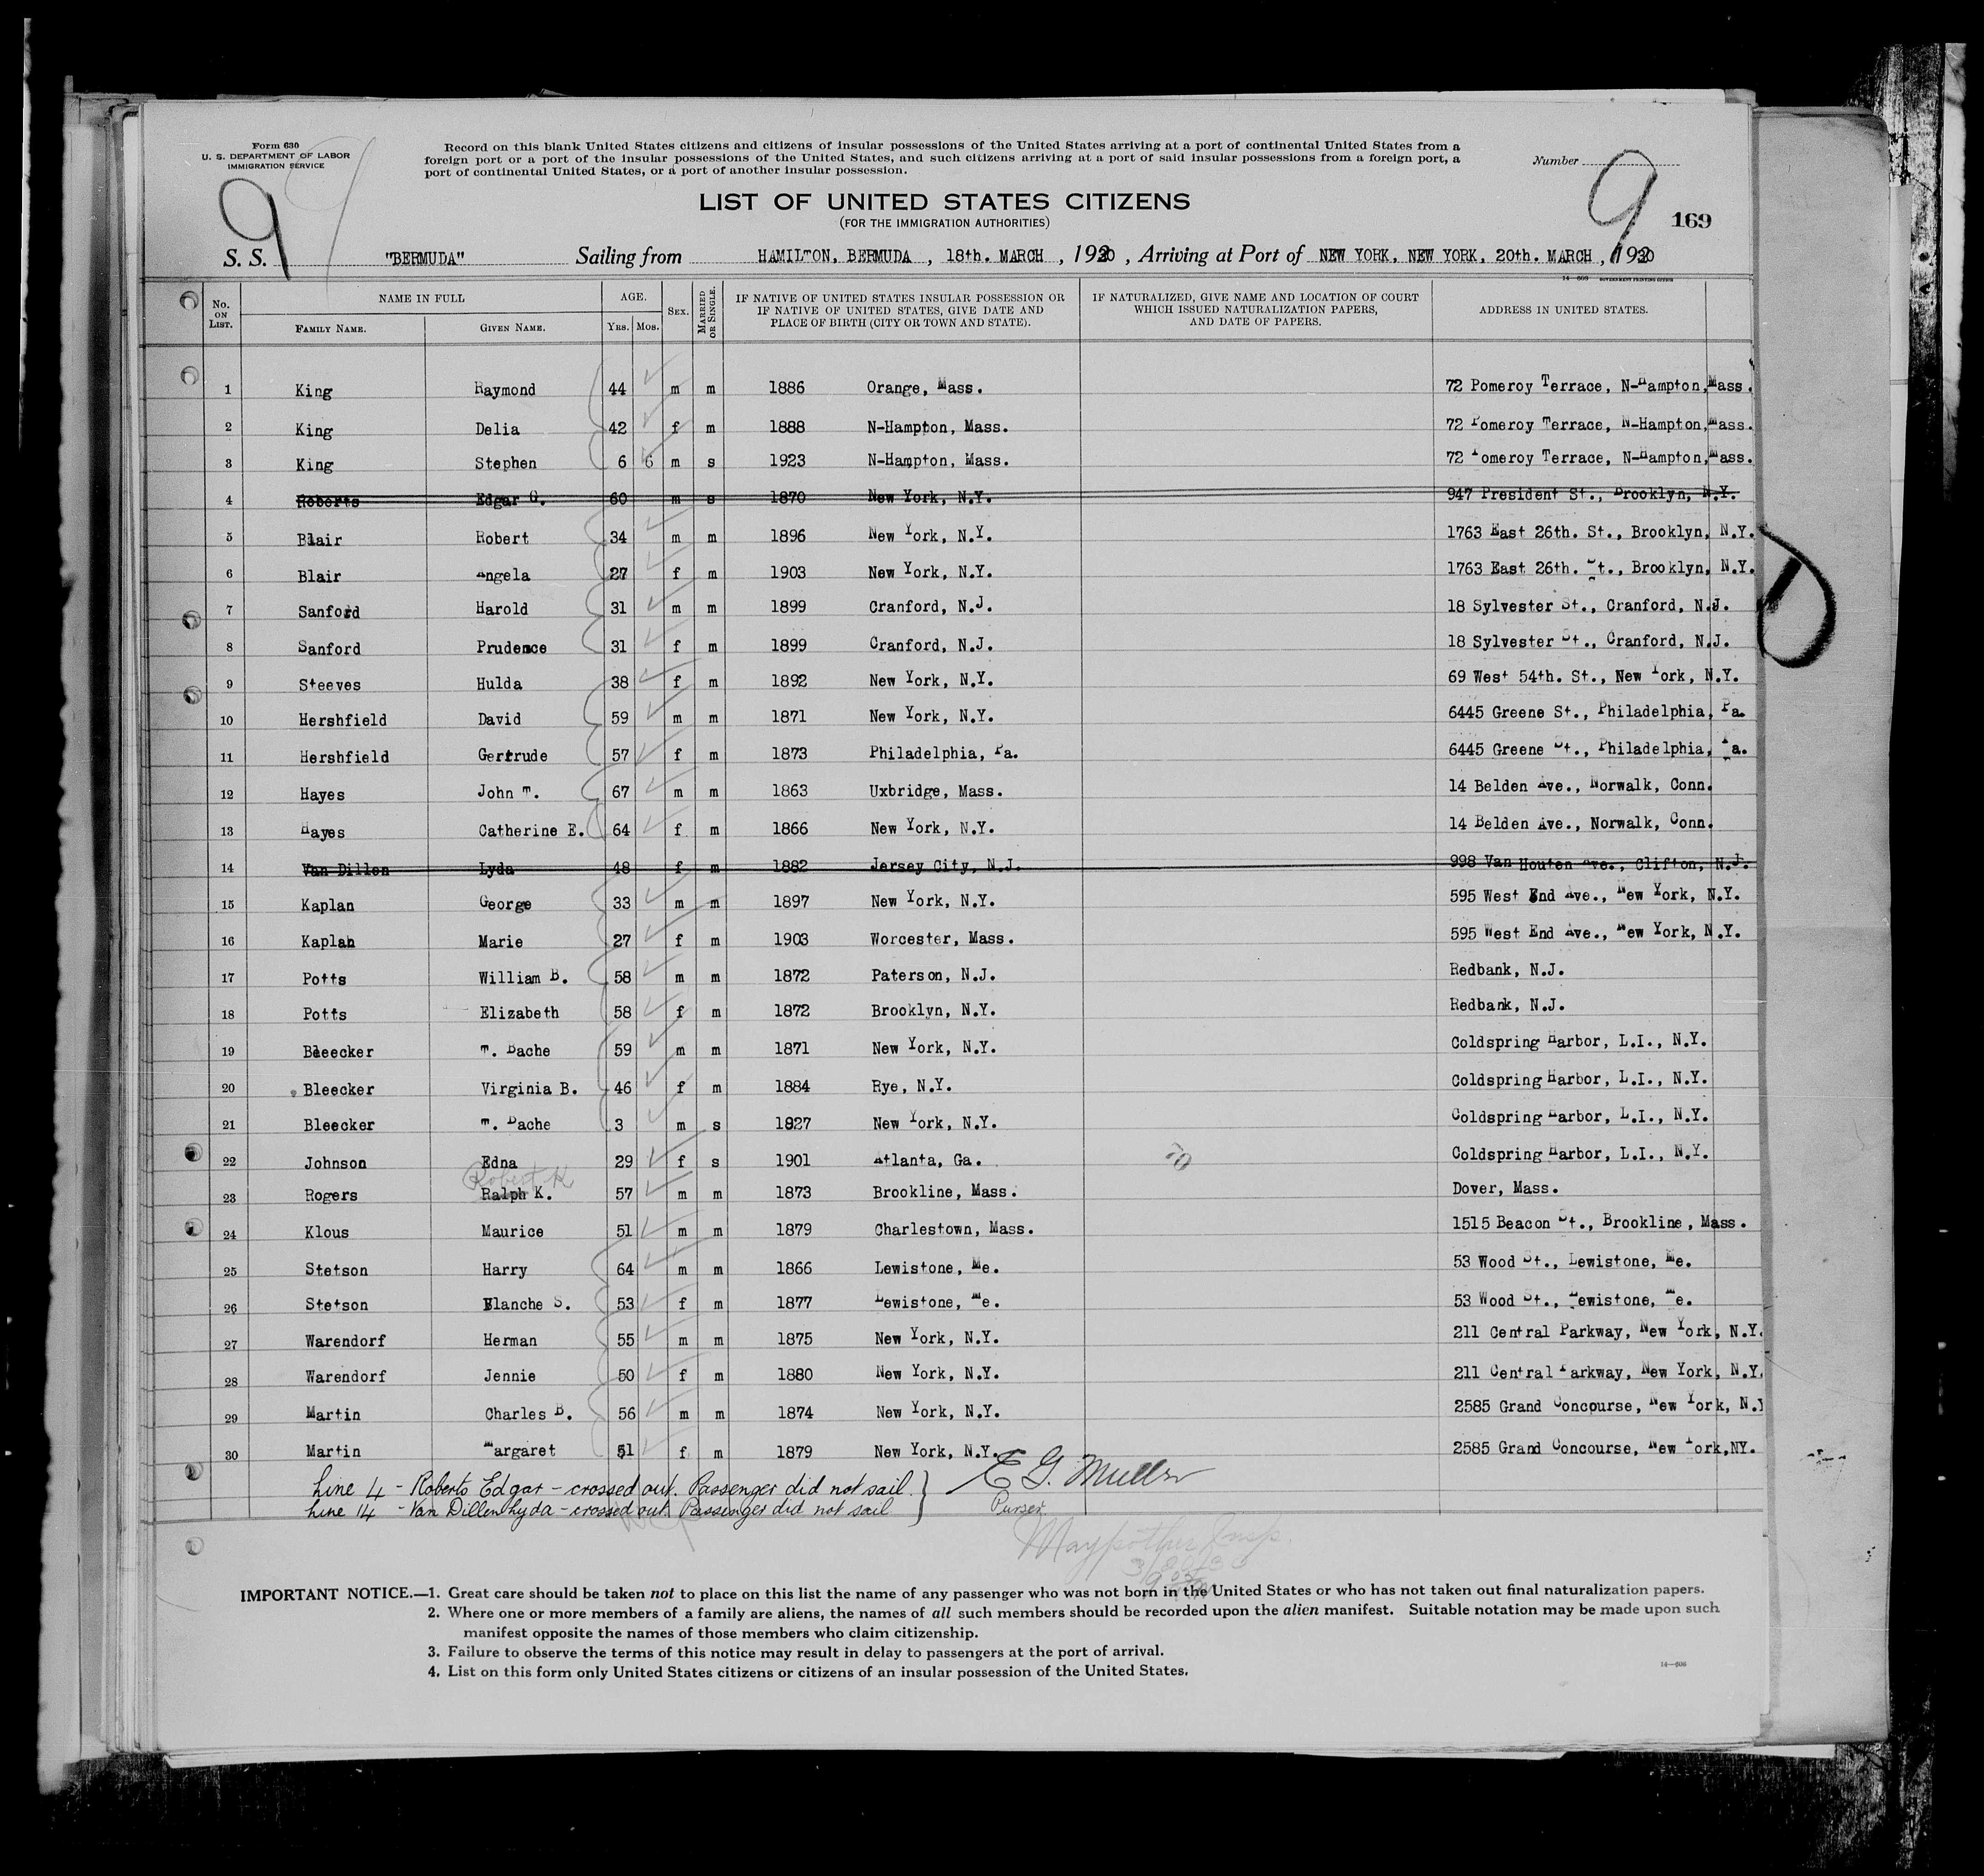 Form 630
U. S. DEPARTMENT OF LABOR
IMMIGRATION SERVICE
Record on this blank United States citizens and citizens of insular possessions of the United States arriving at a port of continental United States from a
foreign port or a port of the insular possessions of the United States, and such citizens arriving at a port of said insular possessions from a foreign port, a
port of continental United States, or a port of another insular possession.
Number
9
9
169
LIST OF UNITED STATES CITIZENS
(FOR THE IMMIGRATION AUTHORITIES)
S. S. "BERMUDA" Sailing from HAMILTON, BERMUDA , 18th. MARCH , 1930 , Arriving at Port of NEW YORK, NEW YORK, 20th. MARCH , 1930
14—608 GOVERNMENT PRINTING OFFICE
No. ON LIST. NAME IN FULL AGE. SEX. MARRIED OR SINGLE. IF NATIVE OF UNITED STATES INSULAR POSSESSION OR IF NATIVE OF UNITED STATES, GIVE DATE AND PLACE OF BIRTH (CITY OR TOWN AND STATE). IF NATURALIZED, GIVE NAME AND LOCATION OF COURT WHICH ISSUED NATURALIZATION PAPERS, AND DATE OF PAPERS. ADDRESS IN UNITED STATES.
FAMILY NAME. GIVEN NAME. YRS. MOS.
1 King Raymond 44 m m 1886 Orange, Mass. 72 Pomeroy Terrace, N-Hampton, Mass.
2 King Delia 42 f m 1888 N-Hampton, Mass. 72 Pomeroy Terrace, N-Hampton, Mass.
3 King Stephen 6 6 m s 1923 N-Hampton, Mass. 72 Pomeroy Terrace, N-Hampton, Mass.
4 Roberts Edgar G. 60 m s 1870 New York, N.Y. 947 President St., Brooklyn, N.Y.
5 Blair Robert 34 m m 1896 New York, N.Y. 1763 East 26th. St., Brooklyn, N.Y.
6 Blair Angela 27 f m 1903 New York, N.Y. 1763 East 26th. St., Brooklyn, N.Y.
7 Sanford Harold 31 m m 1899 Cranford, N.J. 18 Sylvester St., Cranford, N.J.
8 Sanford Prudence 31 f m 1899 Cranford, N.J. 18 Sylvester St., Cranford, N.J.
9 Steeves Hulda 38 f m 1892 New York, N.Y. 69 West 54th. St., New York, N.Y.
10 Hershfield David 59 m m 1871 New York, N.Y. 6445 Greene St., Philadelphia, Pa.
11 Hershfield Gertrude 57 f m 1873 Philadelphia, Pa. 6445 Greene St., Philadelphia, Pa.
12 Hayes John T. 67 m m 1863 Uxbridge, Mass. 14 Belden Ave., Norwalk, Conn.
13 Hayes Catherine E. 64 f m 1866 New York, N.Y. 14 Belden Ave., Norwalk, Conn.
14 Van Dillen Lyda 48 f m 1882 Jersey City, N.J. 998 Van Houten Ave., Clifton, N.J.
15 Kaplan George 33 m m 1897 New York, N.Y. 595 West End Ave., New York, N.Y.
16 Kaplan Marie 27 f m 1903 Worcester, Mass. 595 West End Ave., New York, N.Y.
17 Potts William B. 58 m m 1872 Paterson, N.J. Redbank, N.J.
18 Potts Elizabeth 58 f m 1872 Brooklyn, N.Y. Redbank, N.J.
19 Bleecker T. Bache 59 m m 1871 New York, N.Y. Coldspring Harbor, L.I., N.Y.
20 Bleecker Virginia B. 46 f m 1884 Rye, N.Y. Coldspring Harbor, L.I., N.Y.
21 Bleecker T. Bache 3 m s 1927 New York, N.Y. Coldspring Harbor, L.I., N.Y.
22 Johnson Edna 29 f s 1901 Atlanta, Ga. Coldspring Harbor, L.I., N.Y.
Robert K
23 Rogers Ralph K. 57 m m 1873 Brookline, Mass. Dover, Mass.
24 Klous Maurice 51 m m 1879 Charlestown, Mass. 1515 Beacon St., Brookline, Mass.
25 Stetson Harry 64 m m 1866 Lewistone, Me. 53 Wood St., Lewistone, Me.
26 Stetson Blanche S. 53 f m 1877 Lewistone, Me. 53 Wood St., Lewistone, Me.
27 Warendorf Herman 55 m m 1875 New York, N.Y. 211 Central Parkway, New York, N.Y.
28 Warendorf Jennie 50 f m 1880 New York, N.Y. 211 Central Parkway, New York, N.Y.
29 Martin Charles B. 56 m m 1874 New York, N.Y. 2585 Grand Concourse, New York, N.Y
30 Martin Margaret 51 f m 1879 New York, N.Y. 2585 Grand Concourse, New York, NY.
Line 4 - Roberts Edgar - crossed out. Passenger did not sail. E G. Muller
Line 14 - Van Dillen Lyda - crossed out. Passenger did not sail Purser.
3/20/30
IMPORTANT NOTICE.—1. Great care should be taken not to place on this list the name of any passenger who was not born in the United States or who has not taken out final naturalization papers.
2. Where one or more members of a family are aliens, the names of all such members should be recorded upon the alien manifest. Suitable notation may be made upon such
manifest opposite the names of those members who claim citizenship.
3. Failure to observe the terms of this notice may result in delay to passengers at the port of arrival.
4. List on this form only United States citizens or citizens of an insular possession of the United States.
14—608